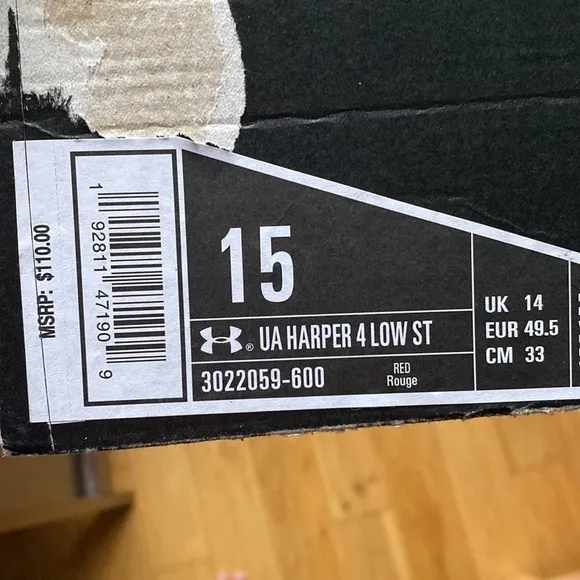 MSRP: $110.00
1 92811 47190 9
15
® UA HARPER 4 LOW ST
3022059-600
RED
Rouge
UK 14
EUR 49.5
CM 33